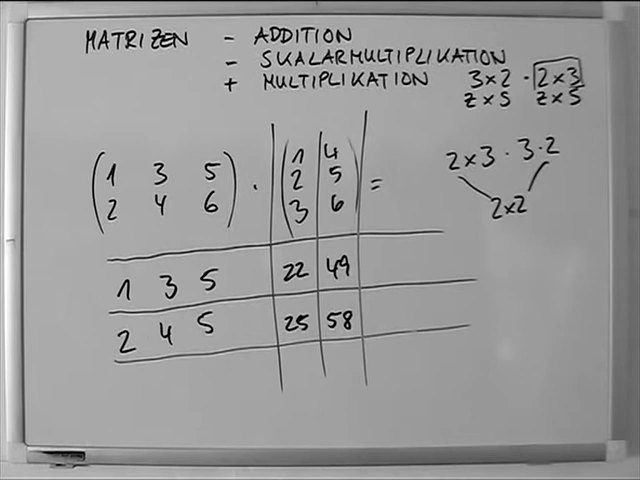 MATRIZEN - ADDITION
- SKALARMULTIPLIKATION
+ MULTIPLIKATION 3×2 · 2×3
Z×S Z×S
2×3 · 3·2
2×2
1 3 5 · 1 4 =
2 4 6 2 5
3 6
1 3 5 22 49
2 4 5 25 58